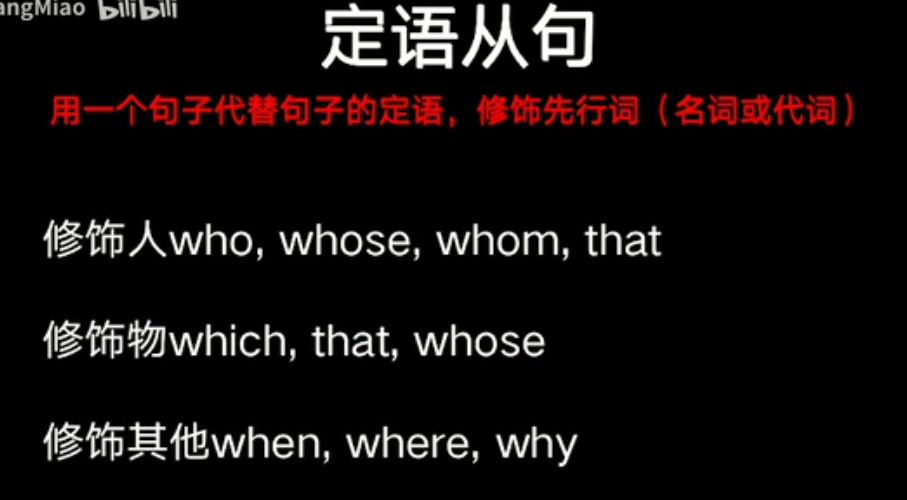 angMiao bilibili
定语从句
用一个句子代替句子的定语，修饰先行词（名词或代词）
修饰人who, whose, whom, that
修饰物which, that, whose
修饰其他when, where, why